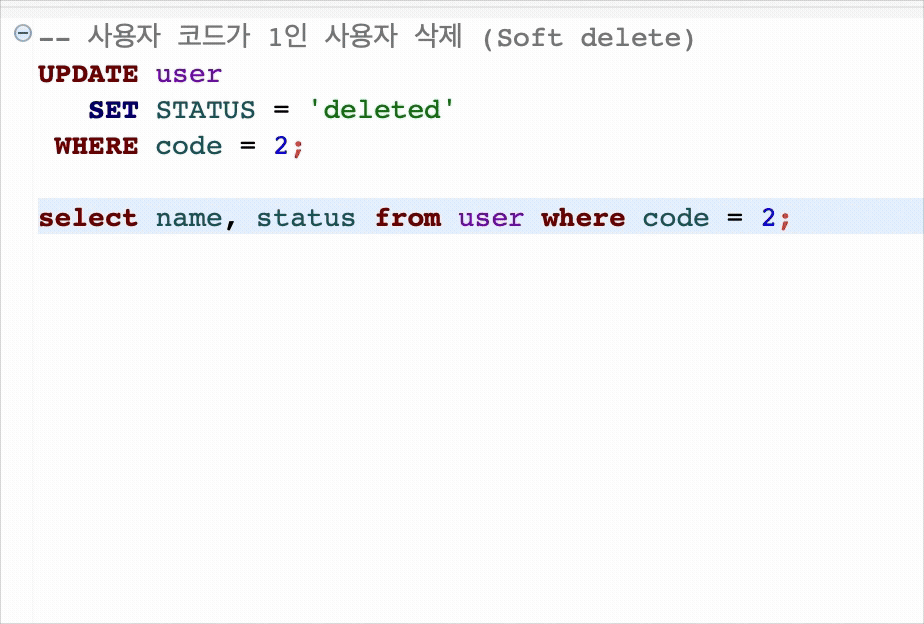 -- 사용자 코드가 1인 사용자 삭제 (Soft delete)
UPDATE user
SET STATUS = 'deleted'
WHERE code = 2;
select name, status from user where code = 2;